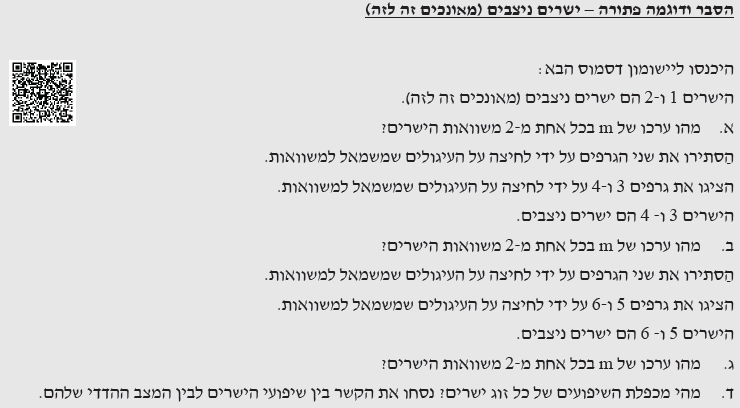 הסבר ודוגמה פתורה – ישרים ניצבים (מאונכים זה לזה)
היכנסו ליישומון דסמוס הבא:
הישרים 1 ו-2 הם ישרים ניצבים (מאונכים זה לזה).
א. מהו ערכו של m בכל אחת מ-2 משוואות הישרים?
הַסתירו את שני הגרפים על ידי לחיצה על העיגולים שמשמאל למשוואות.
הציגו את גרפים 3 ו-4 על ידי לחיצה על העיגולים שמשמאל למשוואות.
הישרים 3 ו- 4 הם ישרים ניצבים.
ב. מהו ערכו של m בכל אחת מ-2 משוואות הישרים?
הַסתירו את שני הגרפים על ידי לחיצה על העיגולים שמשמאל למשוואות.
הציגו את גרפים 5 ו-6 על ידי לחיצה על העיגולים שמשמאל למשוואות.
הישרים 5 ו- 6 הם ישרים ניצבים.
ג. מהו ערכו של m בכל אחת מ-2 משוואות הישרים?
ד. מהי מכפלת השיפועים של כל זוג ישרים? נסחו את הקשר בין שיפועי הישרים לבין המצב ההדדי שלהם.